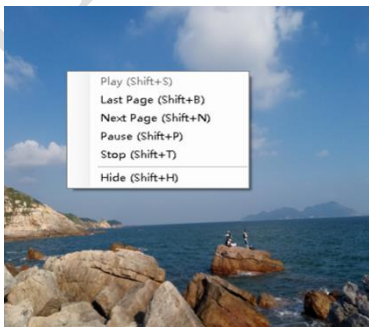 Play (Shift+S)
Last Page (Shift+B)
Next Page (Shift+N)
Pause (Shift+P)
Stop (Shift+T)
Hide (Shift+H)